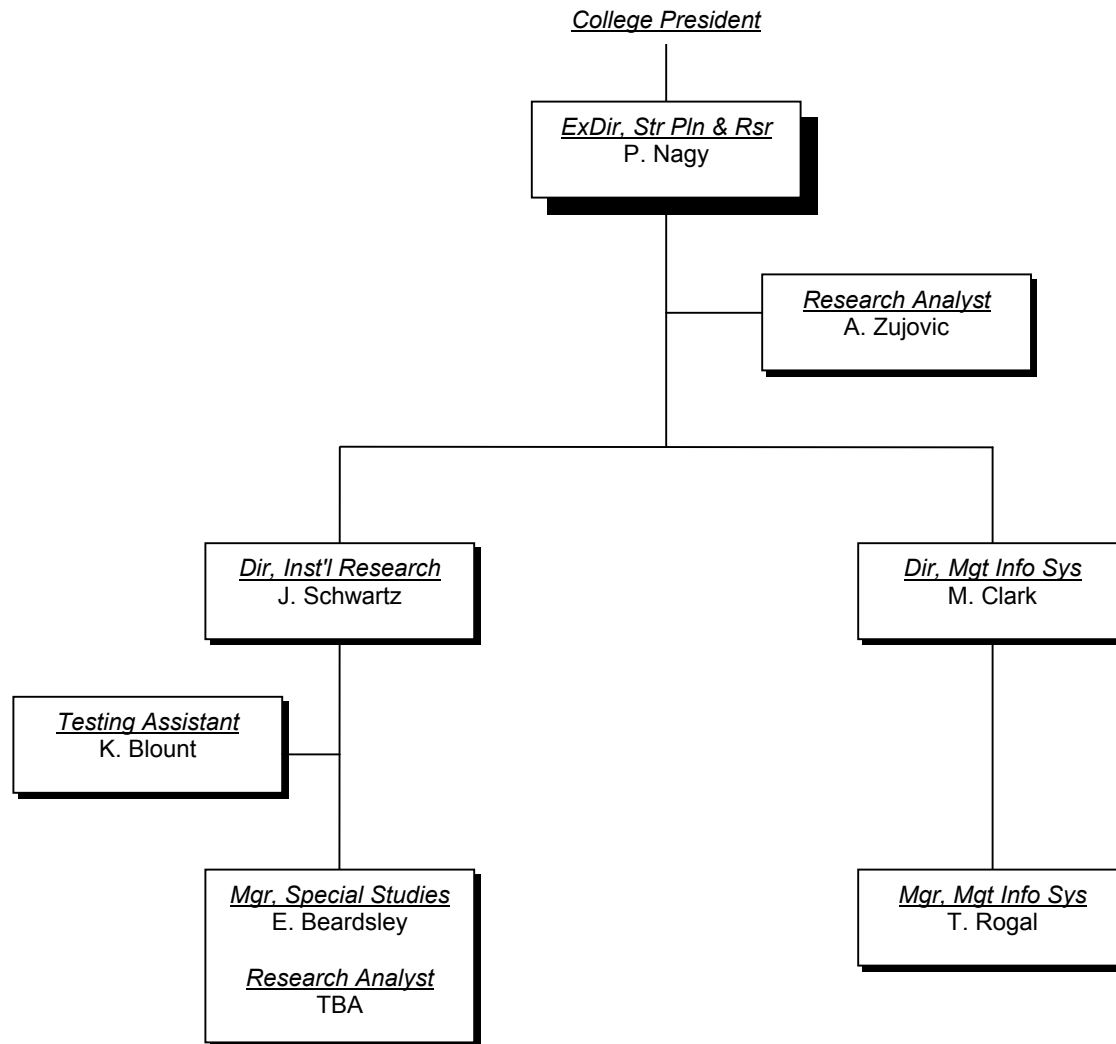 College President
ExDir, Str Pln & Rsr
P. Nagy
Research Analyst
A. Zujovic
Dir, Inst'l Research
J. Schwartz
Dir, Mgt Info Sys
M. Clark
Testing Assistant
K. Blount
Mgr, Special Studies
E. Beardsley
Research Analyst
TBA
Mgr, Mgt Info Sys
T. Rogal